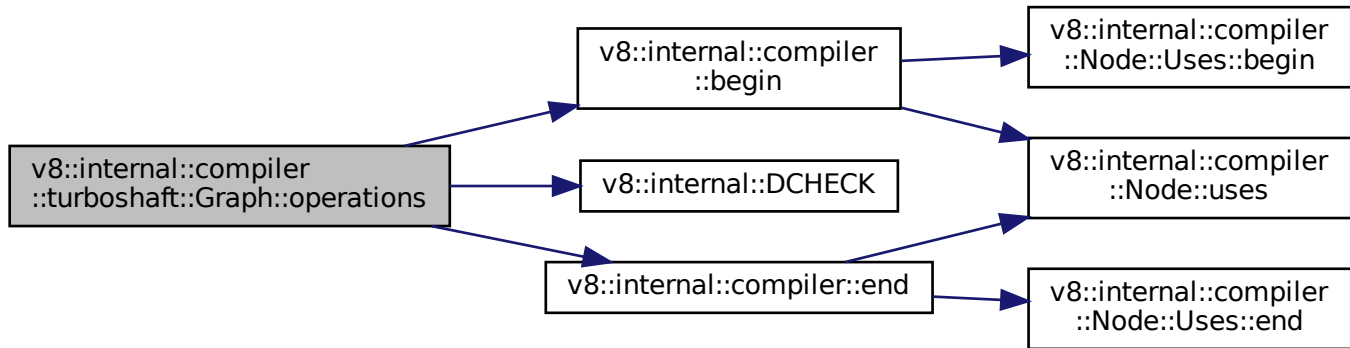 v8::internal::compiler
::turboshaft::Graph::operations
v8::internal::compiler
::begin
v8::internal::DCHECK
v8::internal::compiler::end
v8::internal::compiler
::Node::Uses::begin
v8::internal::compiler
::Node::uses
v8::internal::compiler
::Node::Uses::end